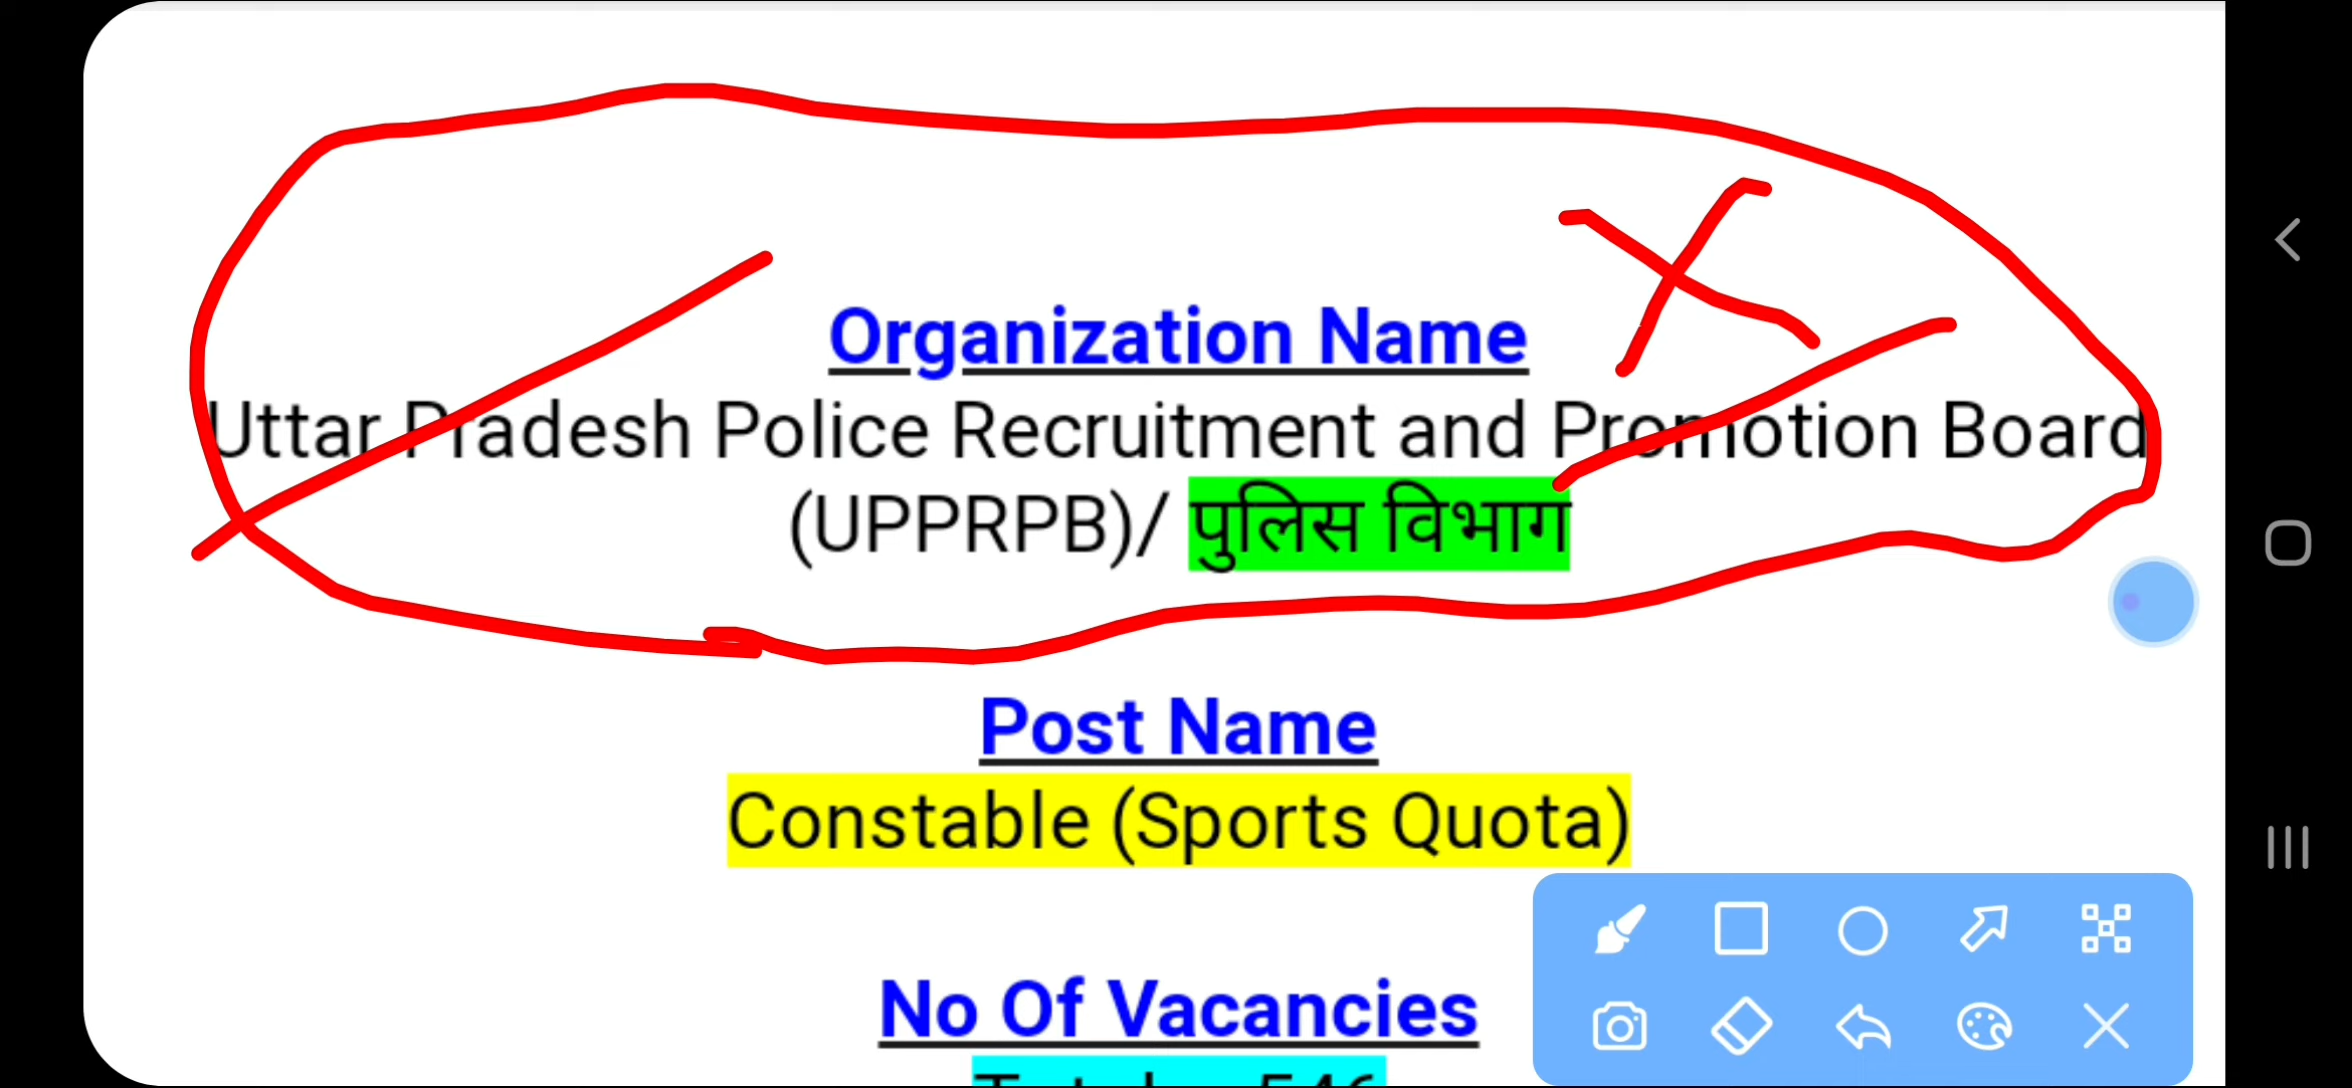 Organization Name
Uttar Pradesh Police Recruitment and Promotion Board
(UPPRPB)/ पुलिस विभाग
Post Name
Constable (Sports Quota)
No Of Vacancies